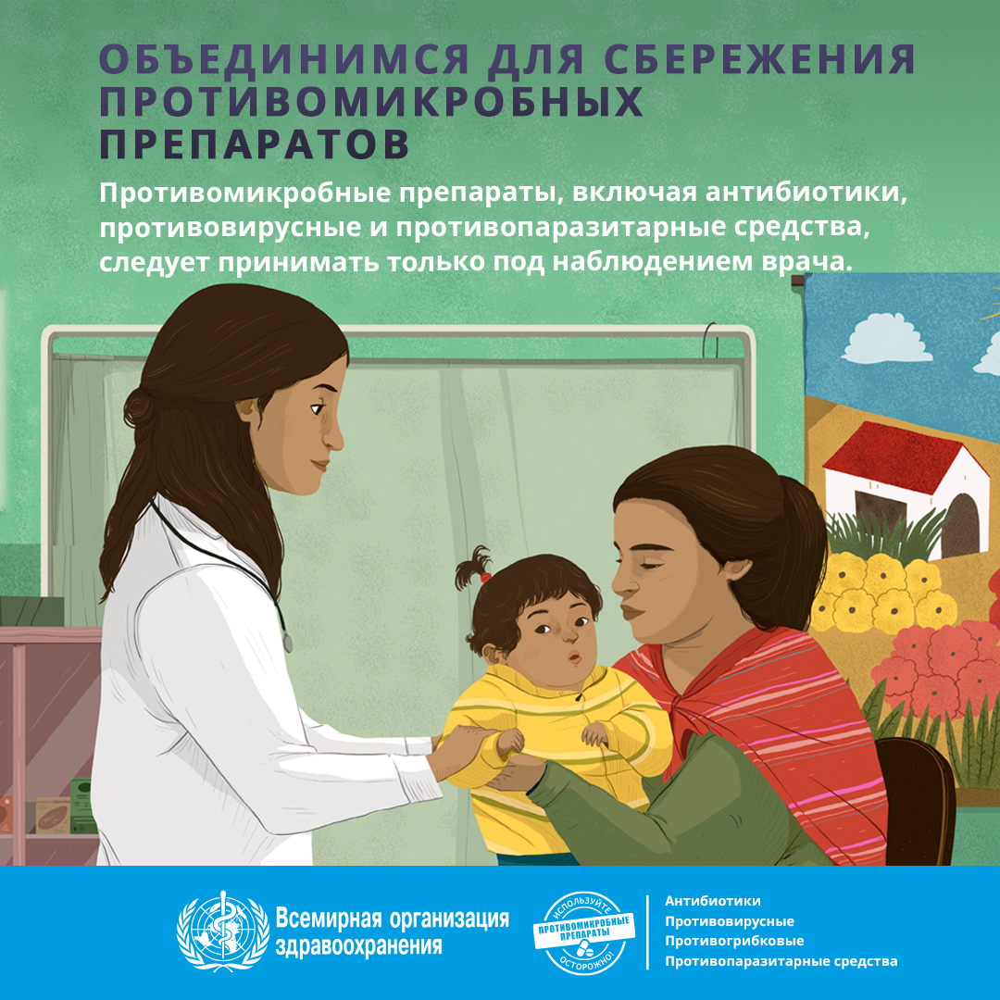 ОБЪЕДИНИМСЯ ДЛЯ СБЕРЕЖЕНИЯ
ПРОТИВОМИКРОБНЫХ
ПРЕПАРАТОВ
Противомикробные препараты, включая антибиотики,
противовирусные и противопаразитарные средства,
следует принимать только под наблюдением врача.
Всемирная организация
здравоохранения
ИСПОЛЬЗУЙТЕ
ПРОТИВОМИКРОБНЫЕ
ПРЕПАРАТЫ
ОСТОРОЖНО!
Антибиотики
Противовирусные
Противогрибковые
Противопаразитарные средства